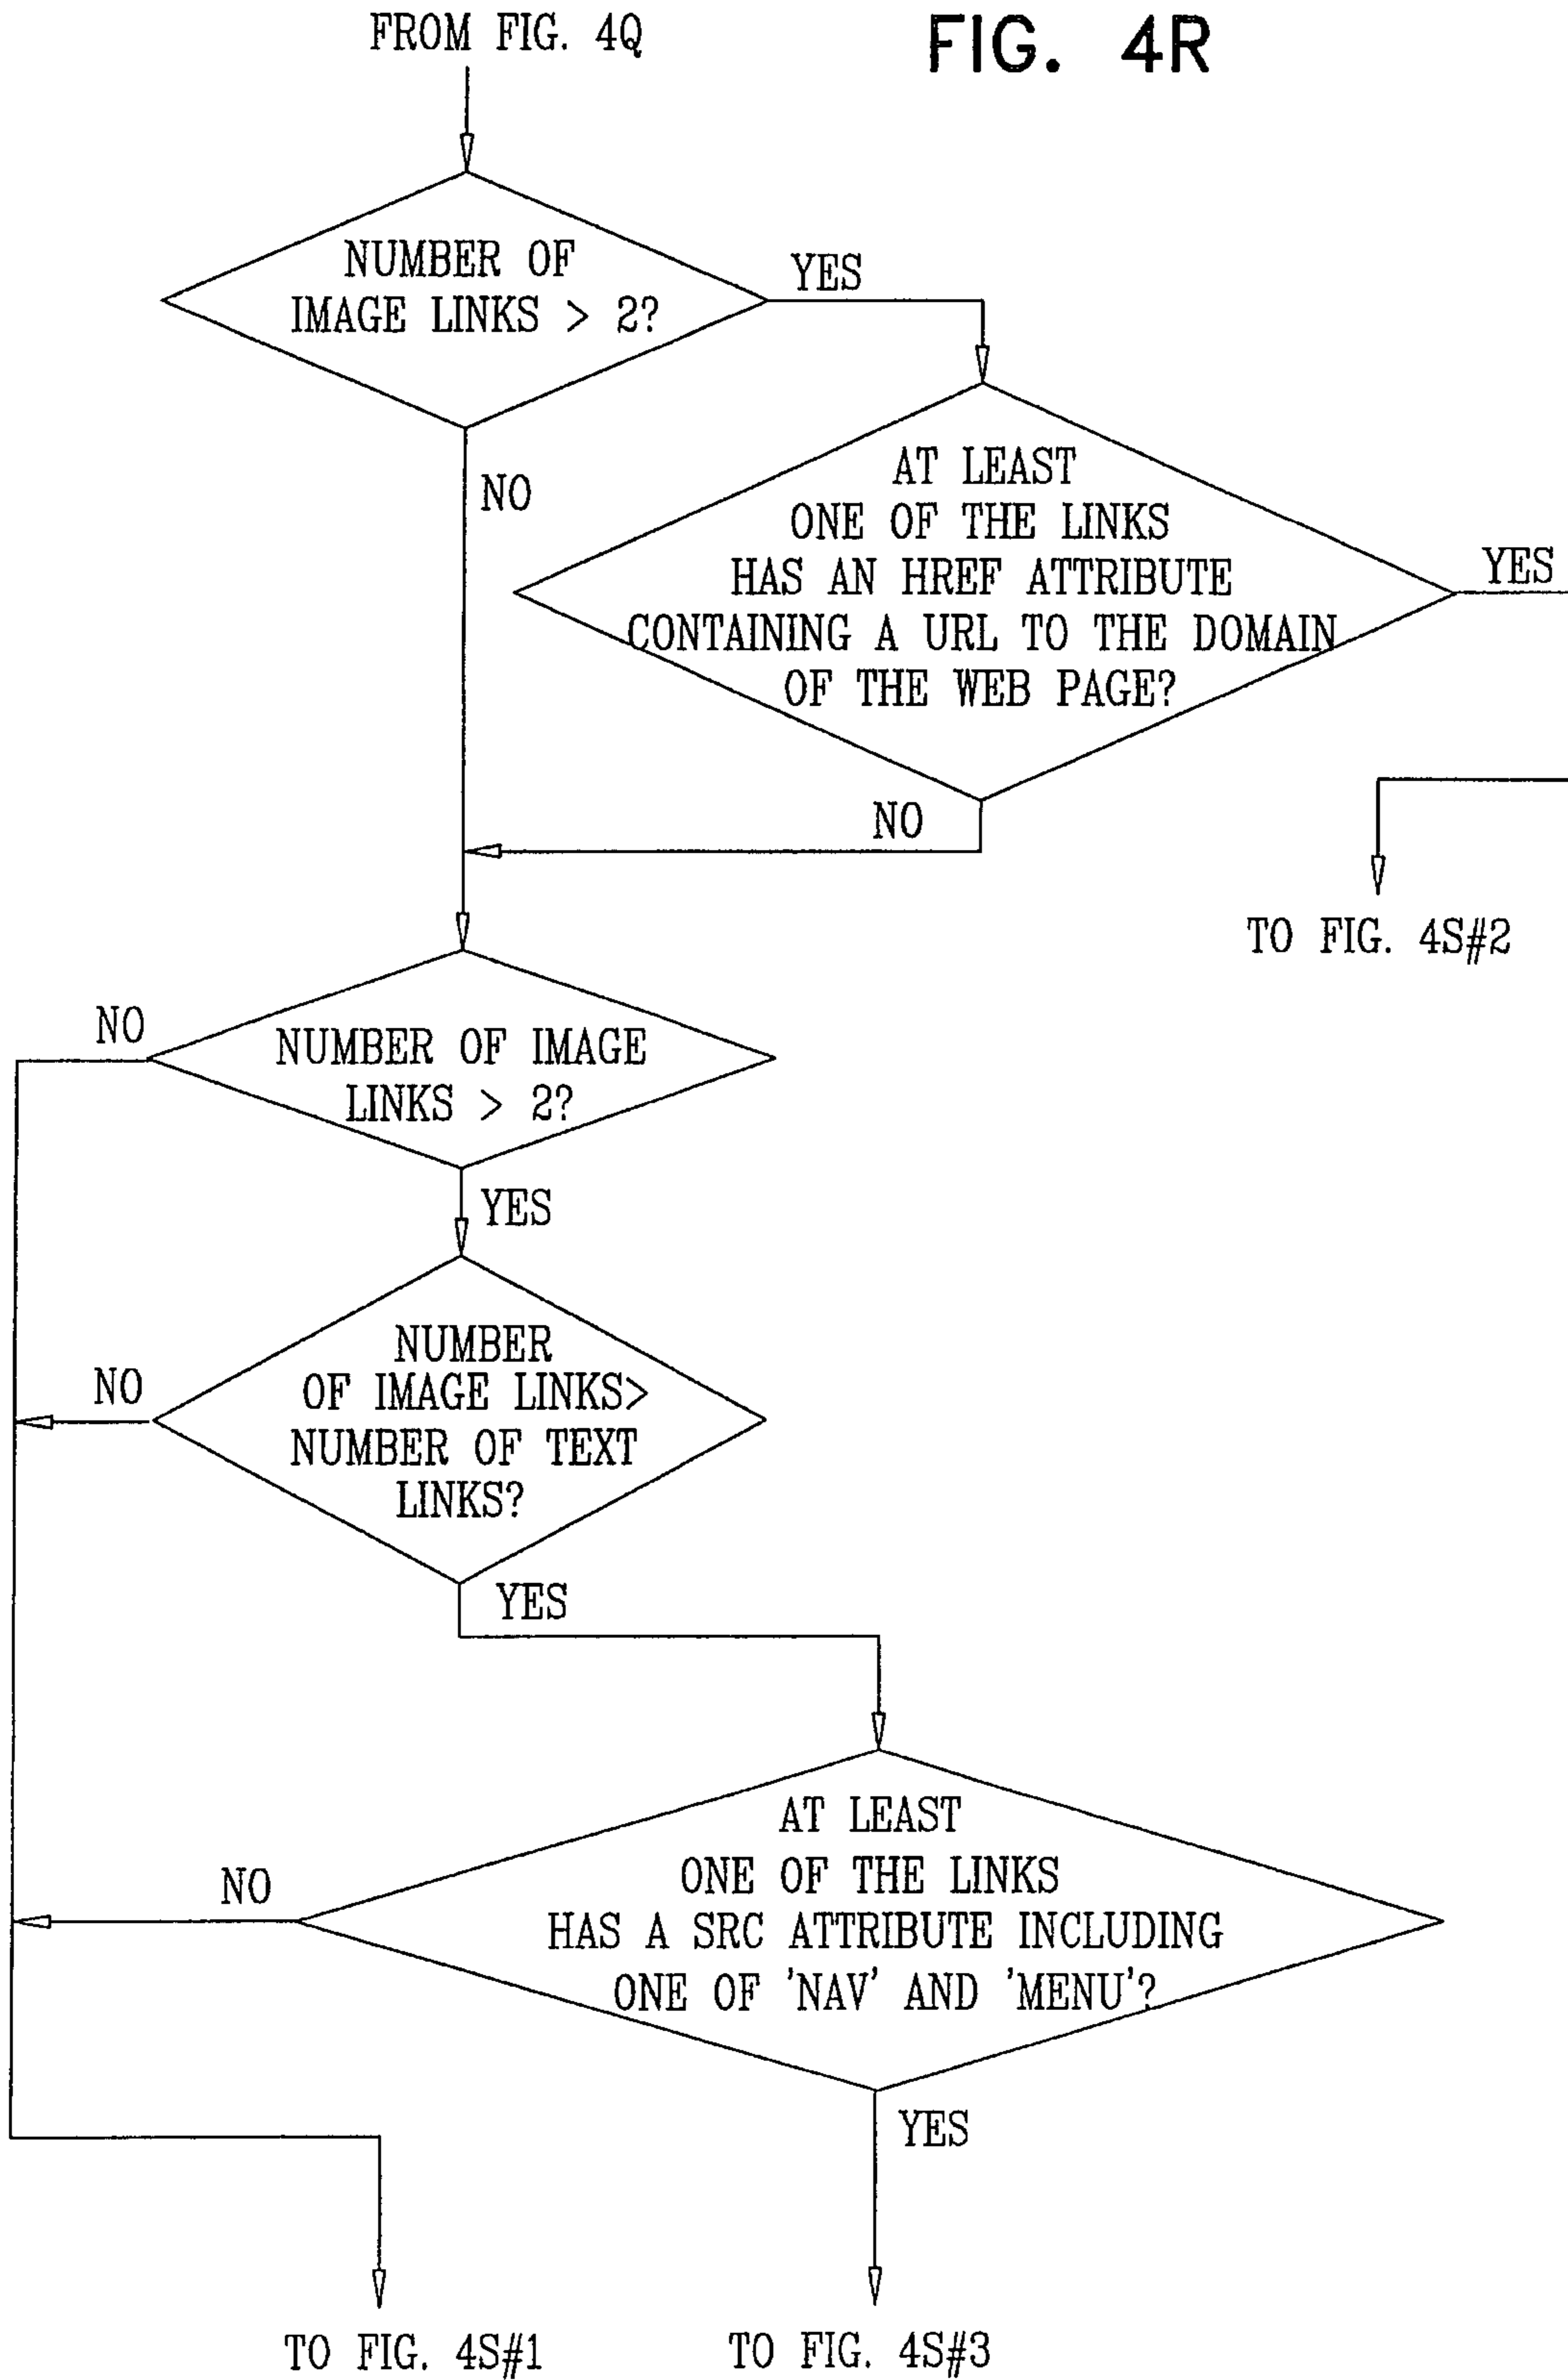 FROM FIG. 4Q
FIG. 4R
NUMBER OF
IMAGE LINKS > 2?
YES
NO
AT LEAST
ONE OF THE LINKS
HAS AN HREF ATTRIBUTE
CONTAINING A URL TO THE DOMAIN
OF THE WEB PAGE?
YES
NO
TO FIG. 4S#2
NO
NUMBER OF IMAGE
LINKS > 2?
YES
NO
NUMBER
OF IMAGE LINKS>
NUMBER OF TEXT
LINKS?
YES
AT LEAST
ONE OF THE LINKS
HAS A SRC ATTRIBUTE INCLUDING
ONE OF 'NAV' AND 'MENU'?
NO
YES
TO FIG. 4S#1
TO FIG. 4S#3